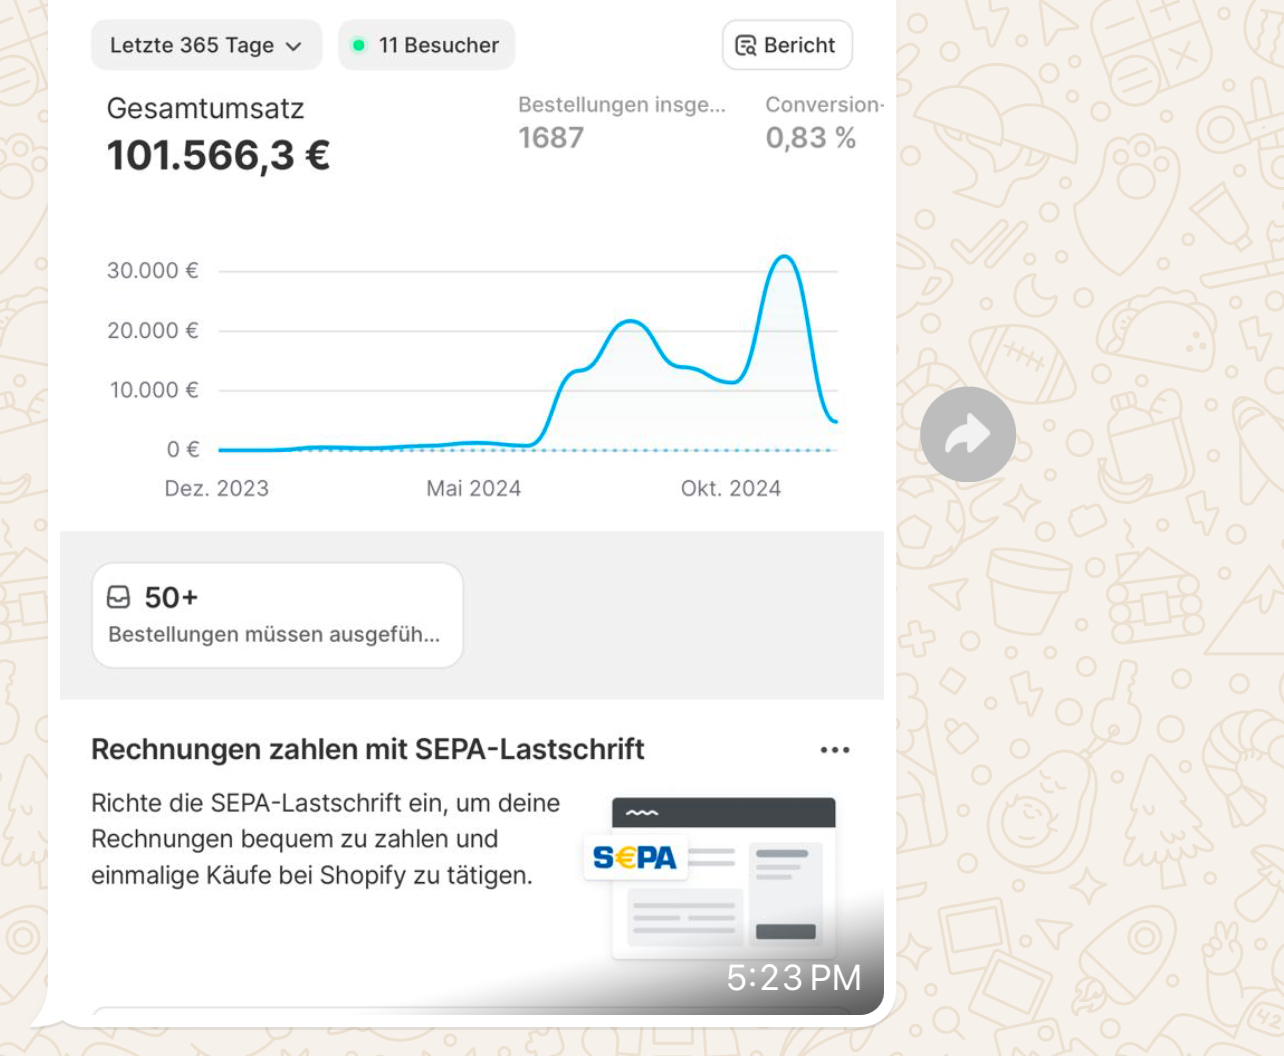 Letzte 365 Tage
11 Besucher
Bericht
Gesamtumsatz
101.566,3 €
Bestellungen insge...
1687
Conversion-
0,83 %
30.000 €
20.000 €
10.000 €
0 €
Dez. 2023
Mai 2024
Okt. 2024
50+
Bestellungen müssen ausgefüh...
Rechnungen zahlen mit SEPA-Lastschrift
Richte die SEPA-Lastschrift ein, um deine
Rechnungen bequem zu zahlen und
einmalige Käufe bei Shopify zu tätigen.
S€PA
5:23 PM
42